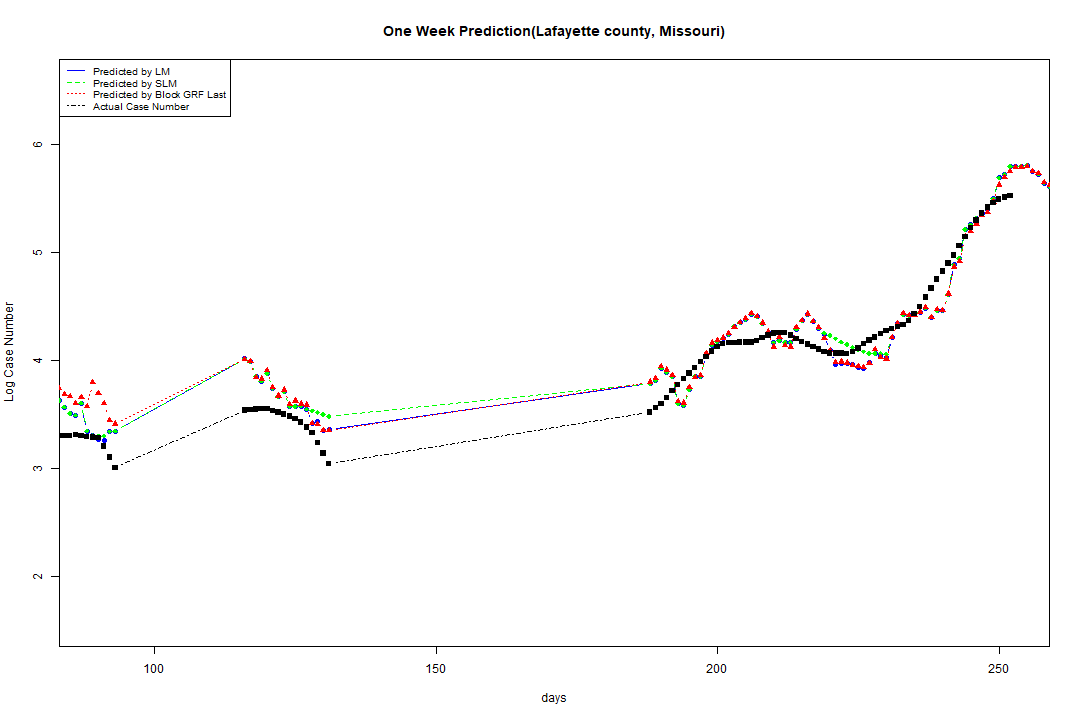 One Week Prediction(Lafayette county, Missouri)
Predicted by LM
Predicted by SLM
Predicted by Block GRF Last
Actual Case Number
Log Case Number
6
5
4
3
2
100 150 200 250
days